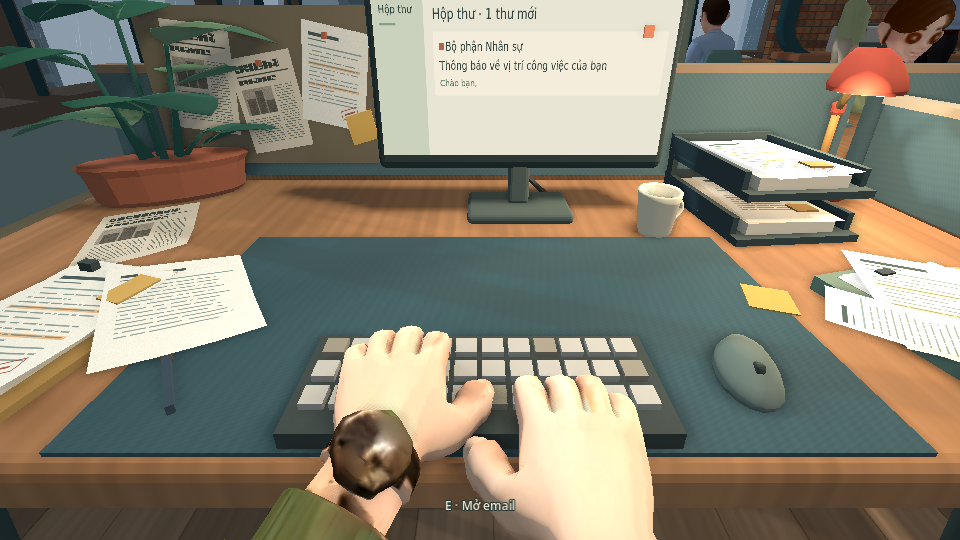 Hộp thư
Hộp thư · 1 thư mới
Bộ phận Nhân sự
Thông báo về vị trí công việc của bạn
Chào bạn,
E · Mở email